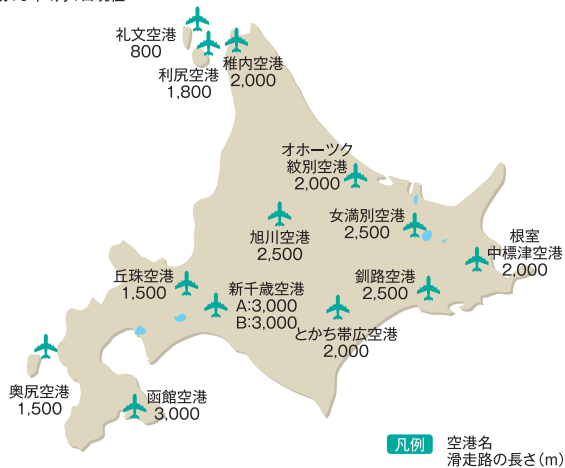 礼文空港
800
利尻空港
1,800
稚内空港
2,000
オホーツク
紋別空港
2,000
女満別空港
2,500
旭川空港
2,500
根室
中標津空港
2,000
丘珠空港
1,500
新千歳空港
A:3,000
B:3,000
釧路空港
2,500
とかち帯広空港
2,000
奥尻空港
1,500
函館空港
3,000
凡例
空港名
滑走路の長さ(m)